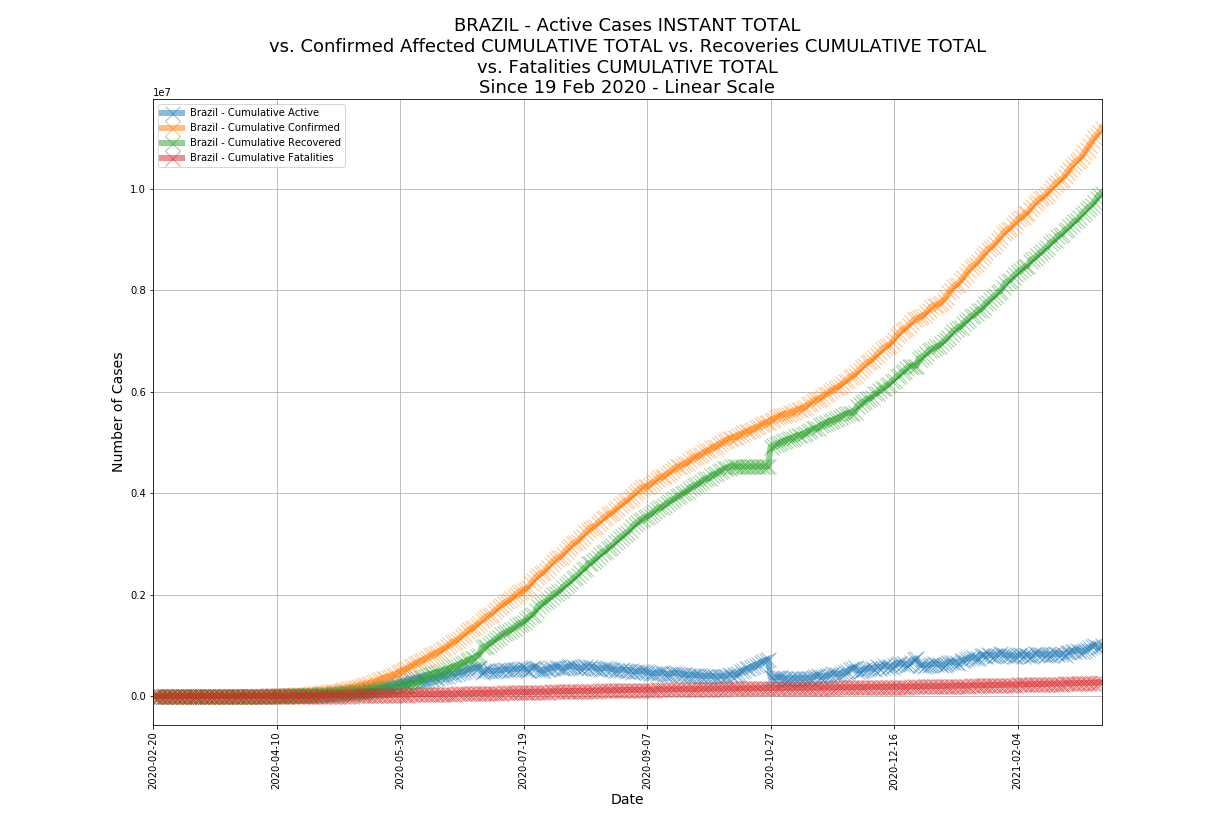 BRAZIL - Active Cases INSTANT TOTAL
vs. Confirmed Affected CUMULATIVE TOTAL vs. Recoveries CUMULATIVE TOTAL
vs. Fatalities CUMULATIVE TOTAL
Since 19 Feb 2020 - Linear Scale
1e7
Brazil - Cumulative Active
Brazil - Cumulative Confirmed
Brazil - Cumulative Recovered
Brazil - Cumulative Fatalities
1.0
0.8
0.6
0.4
0.2
0.0
Number of Cases
2020-02-20
2020-04-10
2020-05-30
2020-07-19
2020-09-07
2020-10-27
2020-12-16
2021-02-04
Date